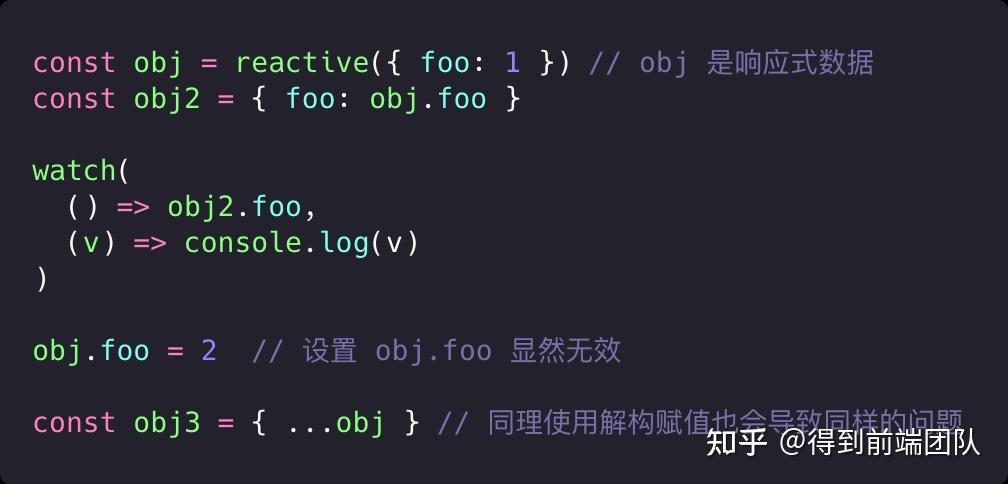 const obj = reactive({ foo: 1 }) // obj 是响应式数据
const obj2 = { foo: obj.foo }
watch(
  () => obj2.foo,
  (v) => console.log(v)
)
obj.foo = 2  // 设置 obj.foo 显然无效
const obj3 = { ...obj } // 同理使用解构赋值也会导致同样的问题
知乎 @得到前端团队